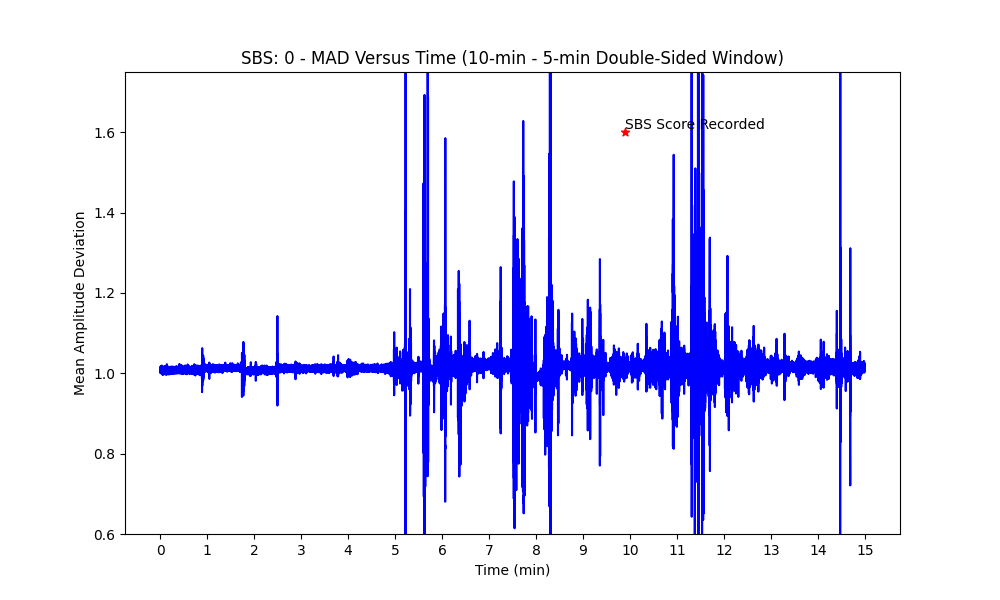 SBS: 0 - MAD Versus Time (10-min - 5-min Double-Sided Window)
Mean Amplitude Deviation
1.6
1.4
1.2
1.0
0.8
0.6
SBS Score Recorded
0 1 2 3 4 5 6 7 8 9 10 11 12 13 14 15
Time (min)